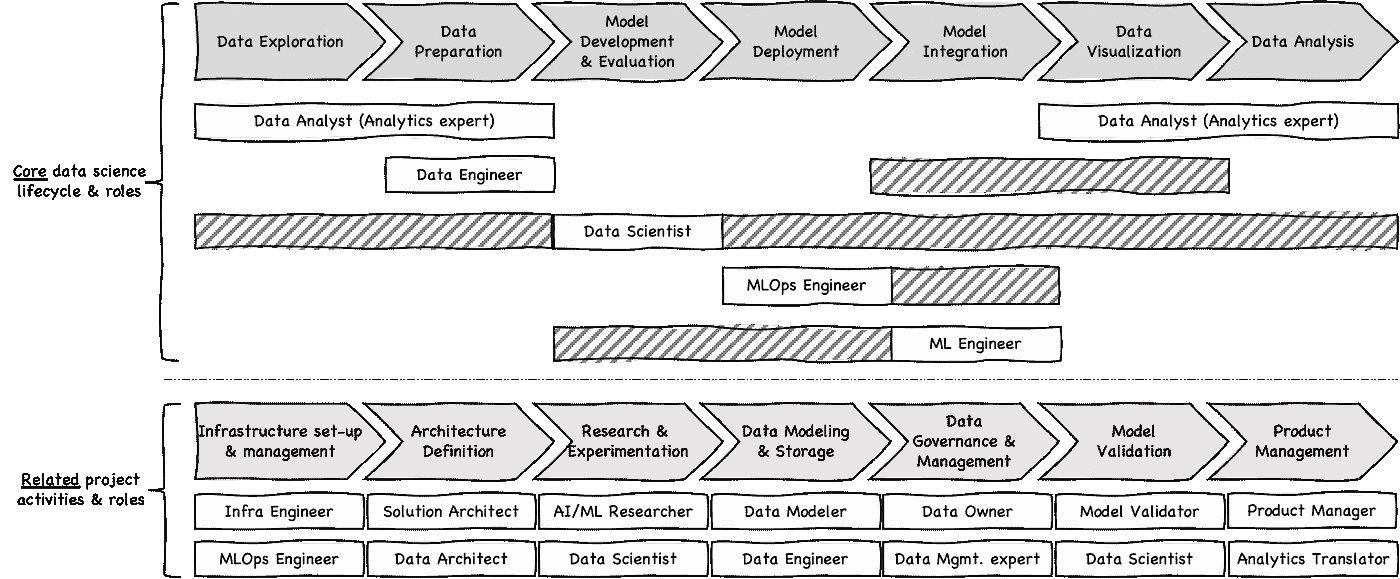 Data Exploration
Data
Preparation
Model
Development
& Evaluation
Model
Deployment
Model
Integration
Data
Visualization
Data Analysis
Core data science
lifecycle & roles
Data Analyst (Analytics expert)
Data Analyst (Analytics expert)
Data Engineer
Data Scientist
MLOps Engineer
ML Engineer
Related project
activities & roles
Infrastructure set-up
& management
Architecture
Definition
Research &
Experimentation
Data Modeling
& Storage
Data
Governance &
Management
Model
Validation
Product
Management
Infra Engineer
Solution Architect
AI/ML Researcher
Data Modeler
Data Owner
Model Validator
Product Manager
MLOps Engineer
Data Architect
Data Scientist
Data Engineer
Data Mgmt. expert
Data Scientist
Analytics Translator